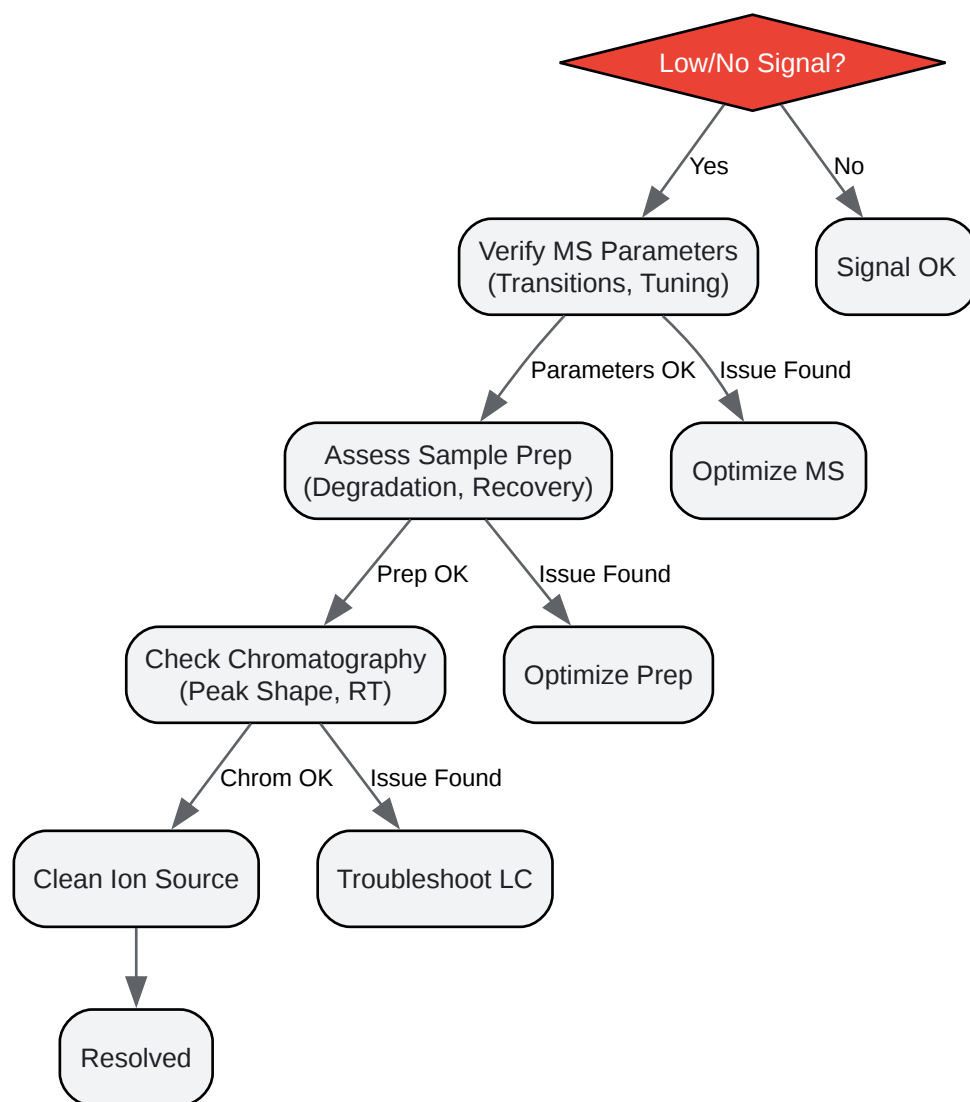 Low/No Signal?
Yes
No
Verify MS Parameters
(Transitions, Tuning)
Signal OK
Parameters OK
Issue Found
Assess Sample Prep
(Degradation, Recovery)
Optimize MS
Prep OK
Issue Found
Check Chromatography
(Peak Shape, RT)
Optimize Prep
Chrom OK
Issue Found
Clean Ion Source
Troubleshoot LC
Resolved